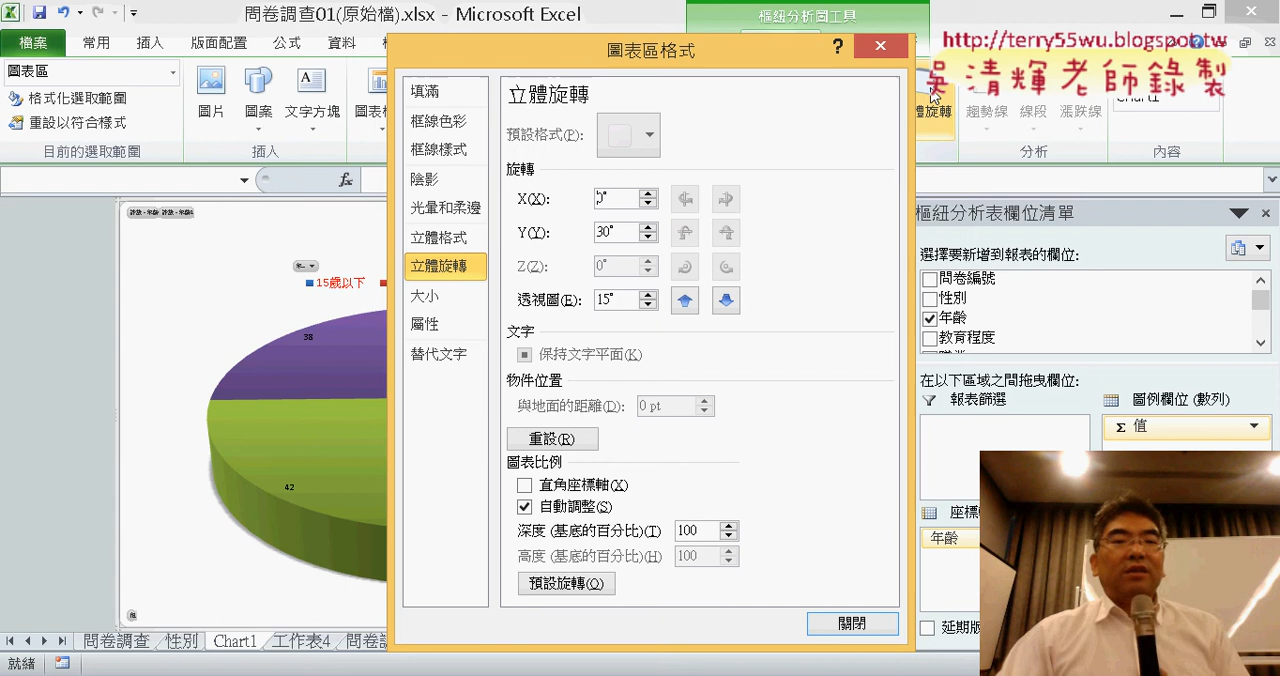 問卷調查01(原始檔).xlsx - Microsoft Excel
樞紐分析圖工具
http://terry55wu.blogspot.tw
吳清輝老師錄製
檔案 常用 插入 版面配置 公式 資料
圖表區
格式化選取範圍
重設以符合樣式
目前的選取範圍
圖片 圖案 文字方塊
插入
體旋轉 趨勢線 線段 漲跌線
分析
Chart1
內容
fx
圖表區格式
填滿
框線色彩
框線樣式
陰影
光暈和柔邊
立體格式
立體旋轉
大小
屬性
替代文字
立體旋轉
預設格式(P):
旋轉
X(X):
Y(Y): 30°
Z(Z): 0°
透視圖(E): 15°
文字
保持文字平面(K)
物件位置
與地面的距離(D): 0 pt
重設(R)
圖表比例
直角座標軸(X)
自動調整(S)
深度 (基底的百分比)(T) 100
高度 (基底的百分比)(H) 100
預設旋轉(O)
關閉
15歲以下
38
42
樞紐分析表欄位清單
選擇要新增到報表的欄位:
問卷編號
性別
年齡
教育程度
在以下區域之間拖曳欄位:
報表篩選 圖例欄位 (數列)
Σ 值
年齡
問卷調查 性別 Chart1 工作表4
就緒